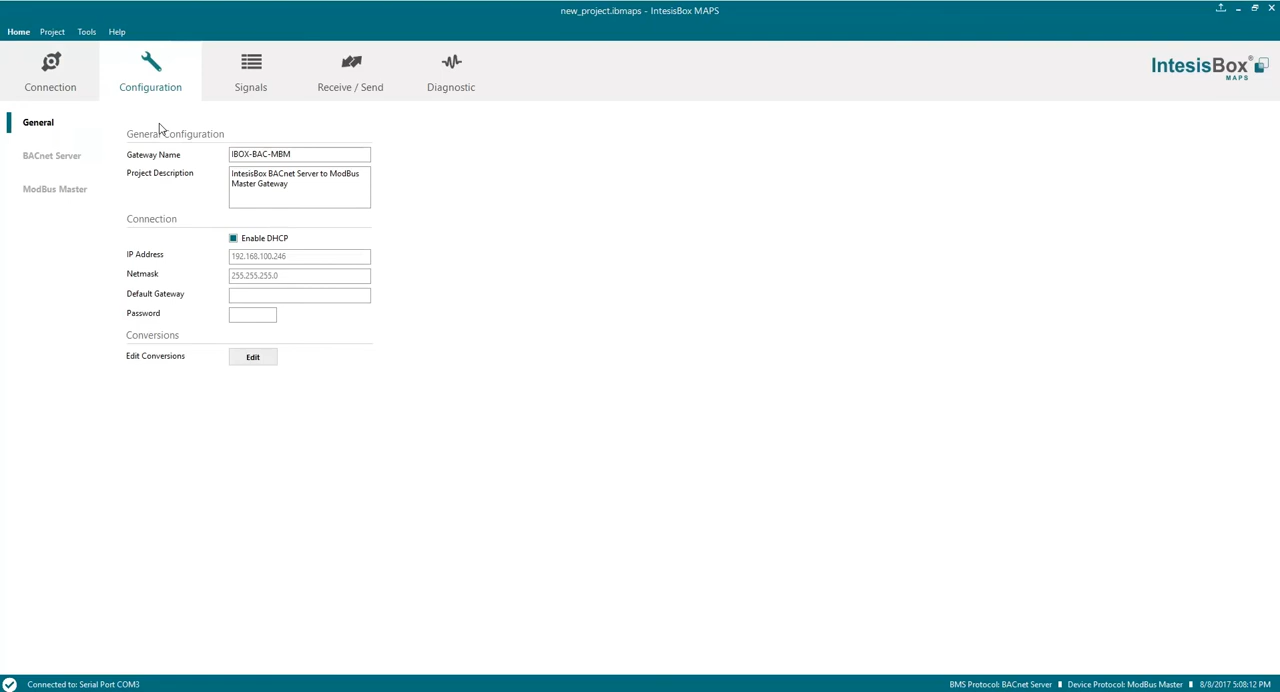 new_project.ibmaps - IntesisBox MAPS
Home Project Tools Help
Connection Configuration Signals Receive / Send Diagnostic
IntesisBox®
MAPS
General
BACnet Server
ModBus Master
General Configuration
Gateway Name IBOX-BAC-MBM
Project Description IntesisBox BACnet Server to ModBus
Master Gateway
Connection
Enable DHCP
IP Address 192.168.100.246
Netmask 255.255.255.0
Default Gateway
Password
Conversions
Edit Conversions Edit
Connected to: Serial Port COM3 BMS Protocol: BACnet Server Device Protocol: ModBus Master 8/8/2017 5:08:12 PM